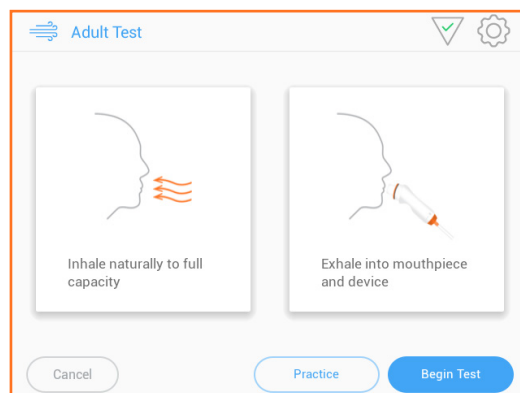 Adult Test
Inhale naturally to full
capacity
Exhale into mouthpiece
and device
Cancel
Practice
Begin Test